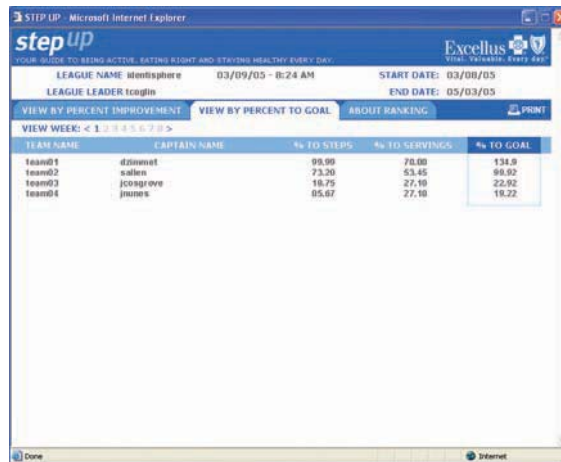 STEP UP - Microsoft Internet Explorer
step up
YOUR GUIDE TO BEING ACTIVE, EATING RIGHT AND STAYING HEALTHY EVERY DAY.
Excellus
Vital. Valuable. Every day.
LEAGUE NAME identisphere 03/09/05 - 8:24 AM START DATE: 03/08/05
LEAGUE LEADER tcoglin END DATE: 05/03/05
VIEW BY PERCENT IMPROVEMENT VIEW BY PERCENT TO GOAL ABOUT RANKING PRINT
VIEW WEEK: < 1 2 3 4 5 6 7 8 >
TEAM NAME CAPTAIN NAME % TO STEPS % TO SERVINGS % TO GOAL
team01 dzimmet 99.99 70.00 134.9
team02 sallen 73.20 53.45 99.92
team03 jcosgrove 18.75 27.10 22.92
team04 jnunes 05.67 27.10 19.22
Done Internet